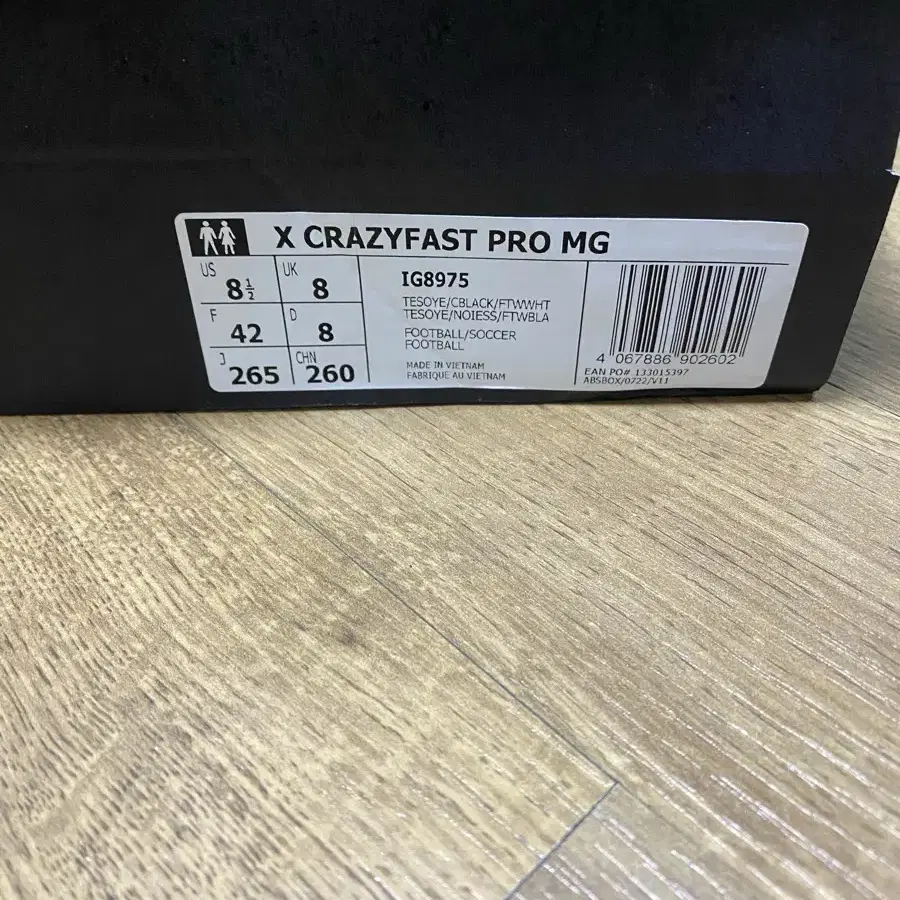 X CRAZYFAST PRO MG
US 8½ UK 8
F 42 D 8
J 265 CHN 260
IG8975
TESOYE/CBLACK/FTWWHT
TESOYE/NOIESS/FTWBLA
FOOTBALL/SOCCER
FOOTBALL
MADE IN VIETNAM
FABRIQUE AU VIETNAM
4 067886 902602
EAN PO# 133015397
ABSBOX/0722/V11